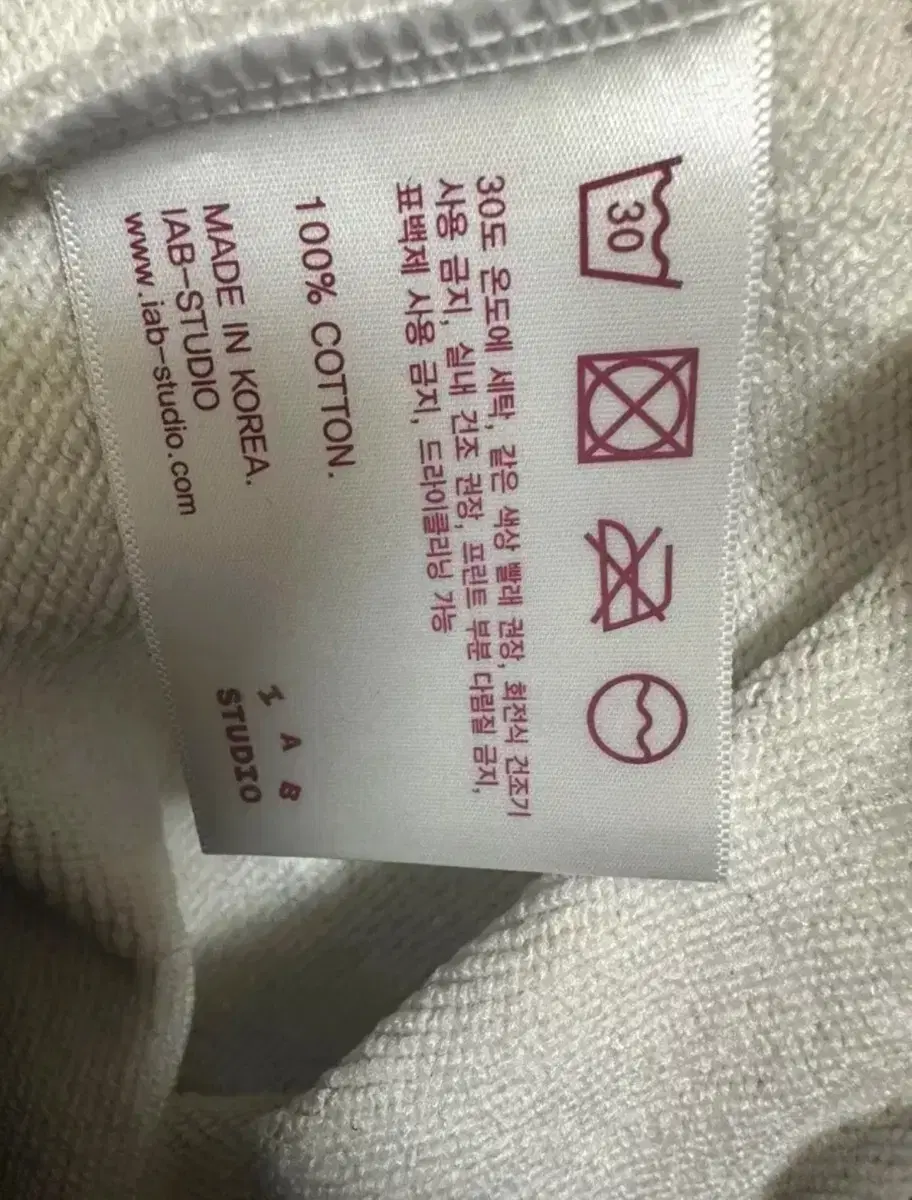 30
30도 온도에 세탁, 같은 색상 빨래 권장, 회전식 건조기
사용 금지, 실내 건조 권장, 프린트 부분 다림질 금지,
표백제 사용 금지, 드라이클리닝 가능
100% COTTON.
MADE IN KOREA.
IAB-STUDIO
www.iab-studio.com
I A B
STUDIO